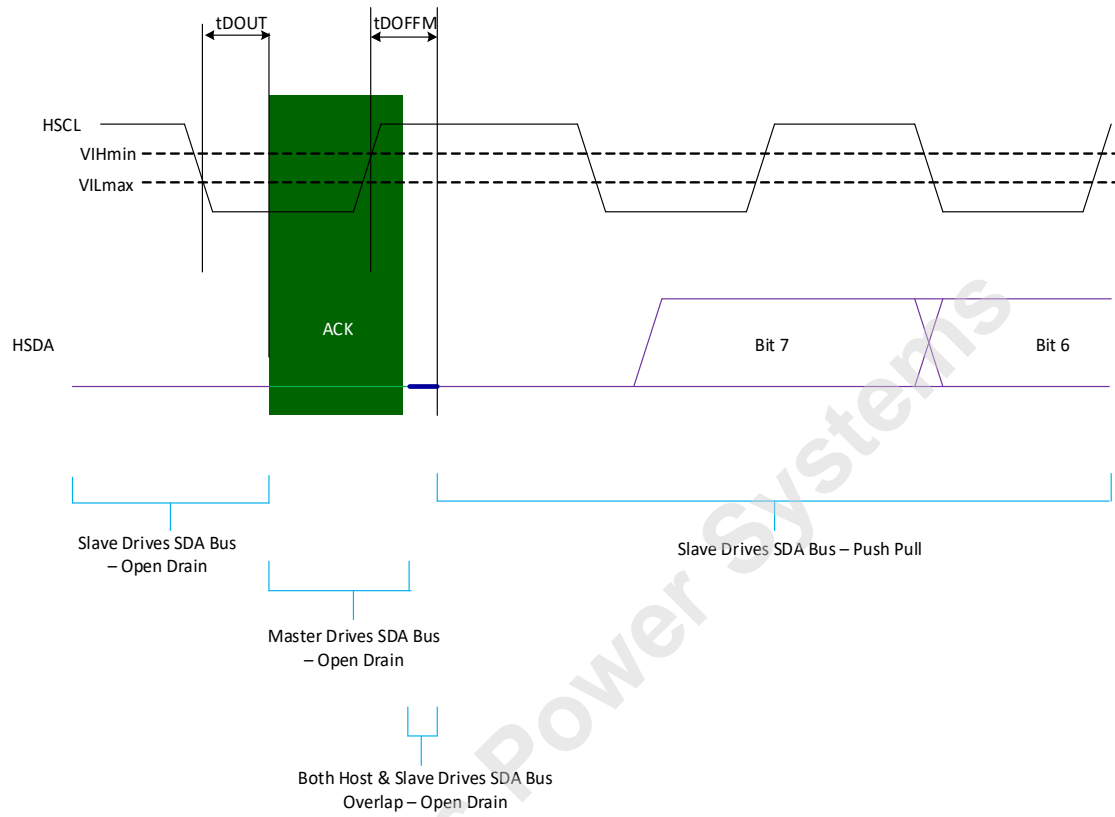 tDOUT
tDOFFM
HSCL
VIHmin
VILmax
ACK
HSDA
Bit 7
Bit 6
Slave Drives SDA Bus
– Open Drain
Slave Drives SDA Bus – Push Pull
Master Drives SDA Bus
– Open Drain
Both Host & Slave Drives SDA Bus
Overlap – Open Drain
Power Systems